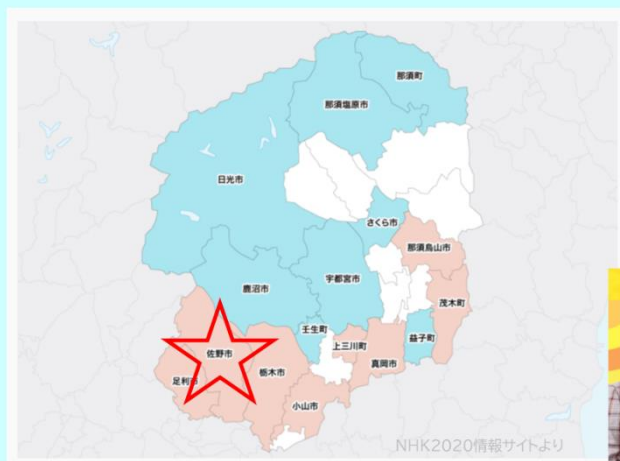 那須町
那須塩原市
日光市
さくら市
那須烏山市
宇都宮市
鹿沼市
茂木町
壬生町
益子町
上三川町
佐野市
真岡市
栃木市
足利市
小山市
NHK2020情報サイトより